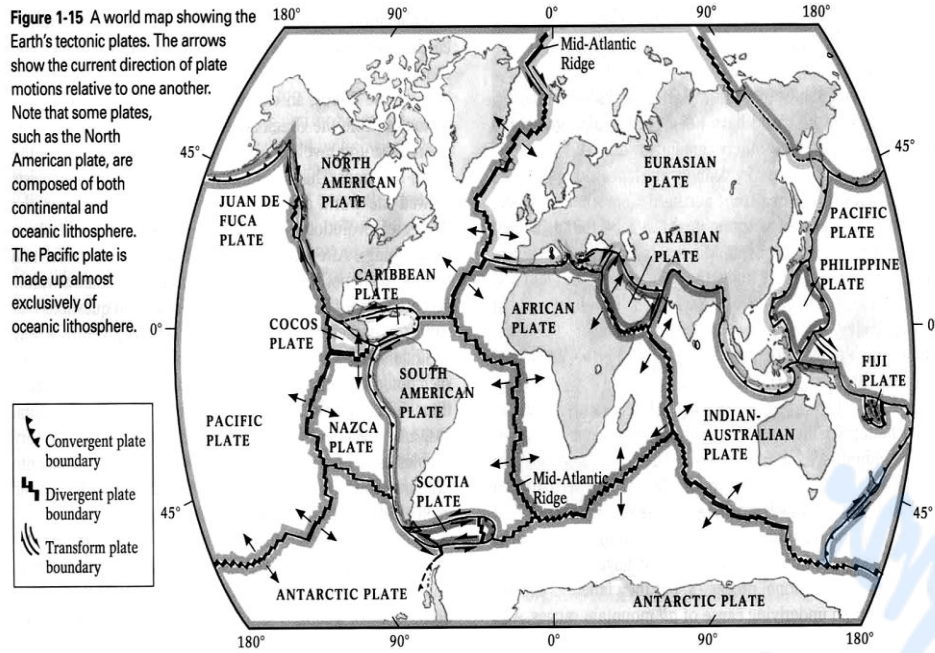 Figure 1-15 A world map showing the
Earth's tectonic plates. The arrows
show the current direction of plate
motions relative to one another.
Note that some plates,
such as the North
American plate, are
composed of both
continental and
oceanic lithosphere.
The Pacific plate is
made up almost
exclusively of
oceanic lithosphere.
180°
90°
0°
90°
180°
Mid-Atlantic
Ridge
45°
45°
NORTH
AMERICAN
PLATE
EURASIAN
PLATE
JUAN DE
FUCA
PLATE
PACIFIC
PLATE
ARABIAN
PLATE
CARIBBEAN
PLATE
PHILIPPINE
PLATE
AFRICAN
PLATE
0°
0°
COCOS
PLATE
SOUTH
AMERICAN
PLATE
FIJI
PLATE
PACIFIC
PLATE
NAZCA
PLATE
INDIAN-
AUSTRALIAN
PLATE
SCOTIA
PLATE
Mid-Atlantic
Ridge
45°
45°
ANTARCTIC PLATE
ANTARCTIC PLATE
180°
90°
0°
90°
180°
Convergent plate
boundary
Divergent plate
boundary
Transform plate
boundary